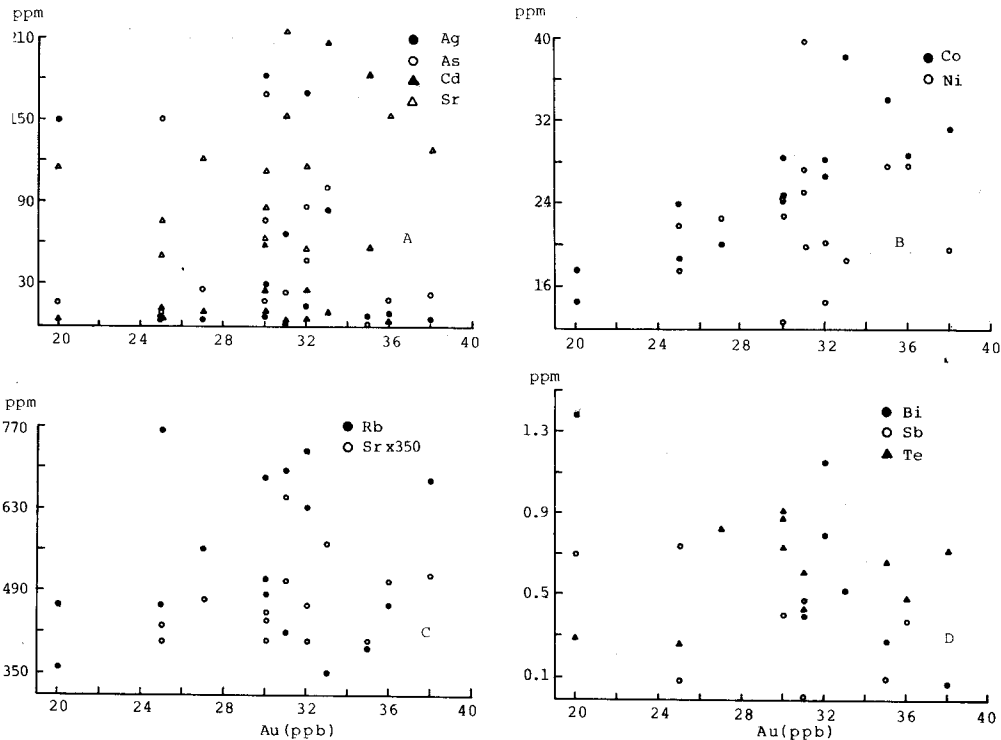 ppm
210
150
90
30
20 24 28 32 36 40
Ag
As
Cd
Sr
A
ppm
40
32
24
16
20 24 28 32 36 40
Co
Ni
B
ppm
770
630
490
350
20 24 28 32 36 40
Au(ppb)
Rb
Srx350
C
ppm
1.3
0.9
0.5
0.1
20 24 28 32 36 40
Au(ppb)
Bi
Sb
Te
D